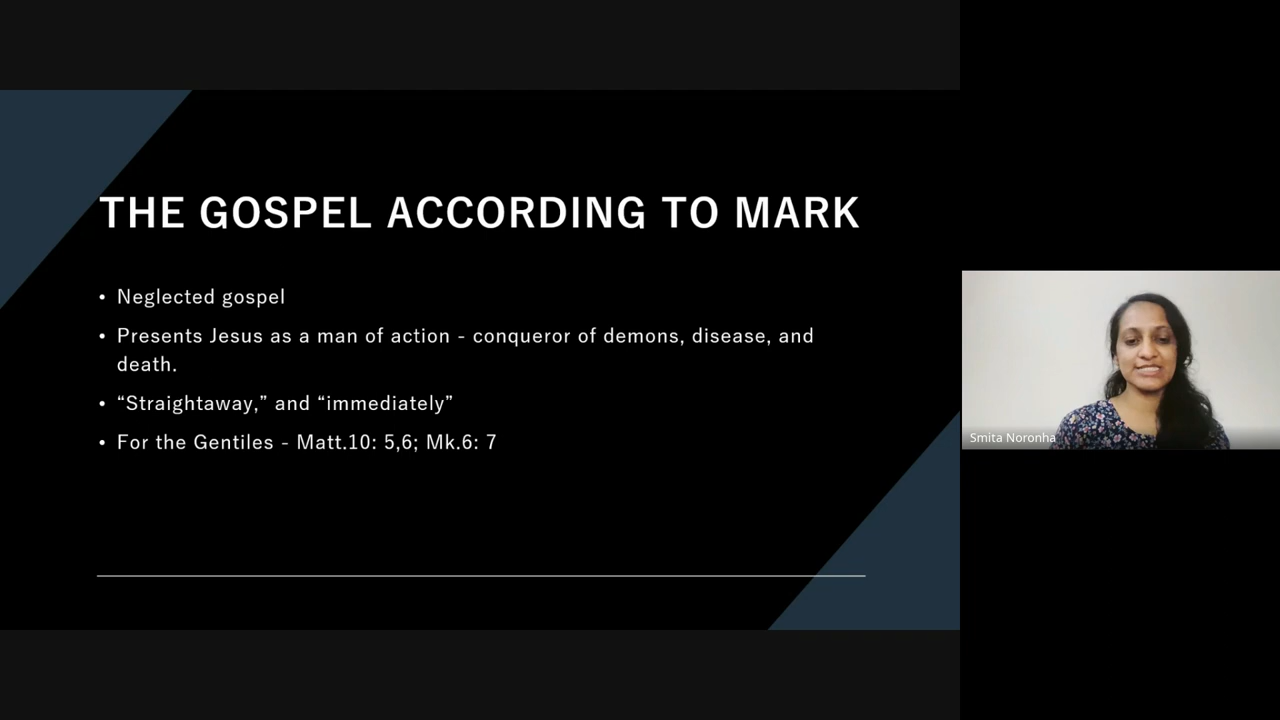 THE GOSPEL ACCORDING TO MARK
• Neglected gospel
• Presents Jesus as a man of action - conqueror of demons, disease, and
death.
• “Straightaway,” and “immediately”
• For the Gentiles - Matt.10: 5,6; Mk.6: 7
Smita Noronha